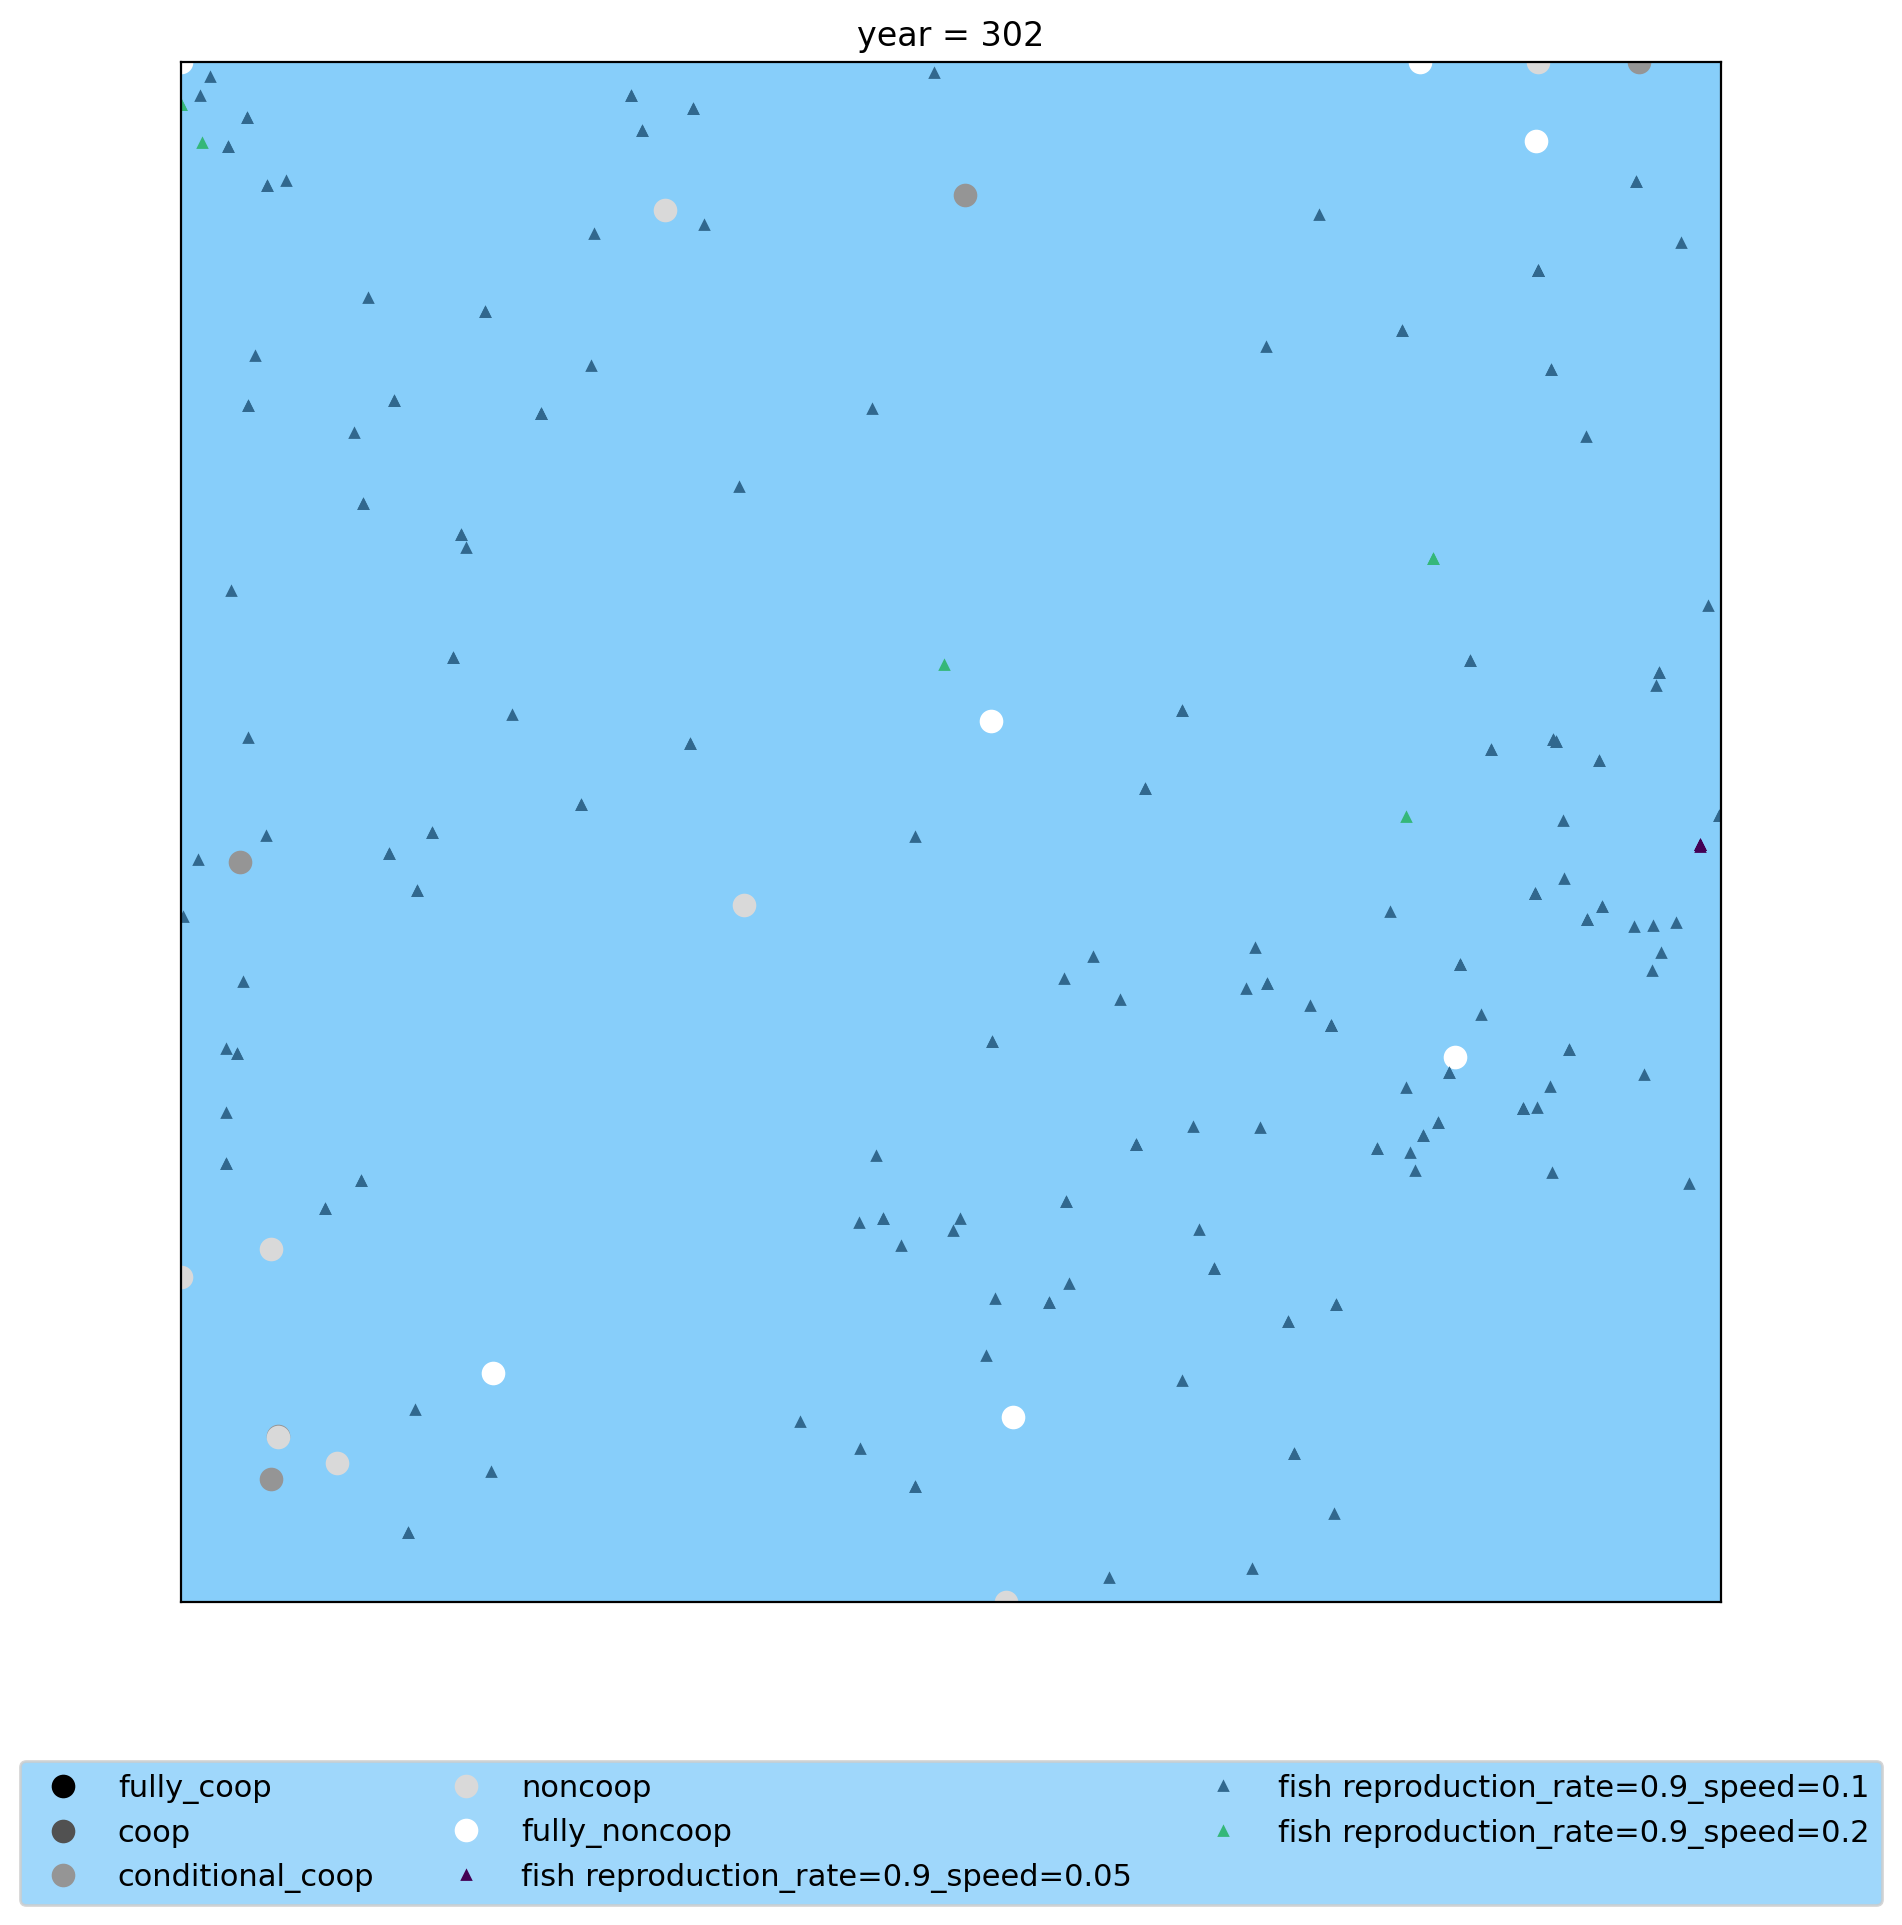 year = 302
fully_coop
coop
conditional_coop
noncoop
fully_noncoop
fish reproduction_rate=0.9_speed=0.05
fish reproduction_rate=0.9_speed=0.1
fish reproduction_rate=0.9_speed=0.2